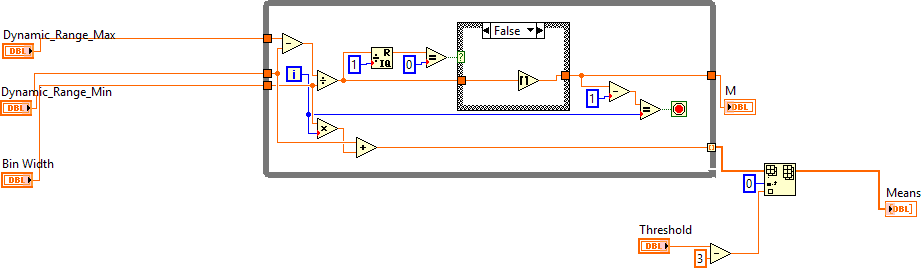 False
Dynamic_Range_Max
DBL
R
IQ
1
0
?
i
DBL
Dynamic_Range_Min
DBL
1
M
DBL
Bin Width
DBL
0
Means
DBL
Threshold
DBL
3